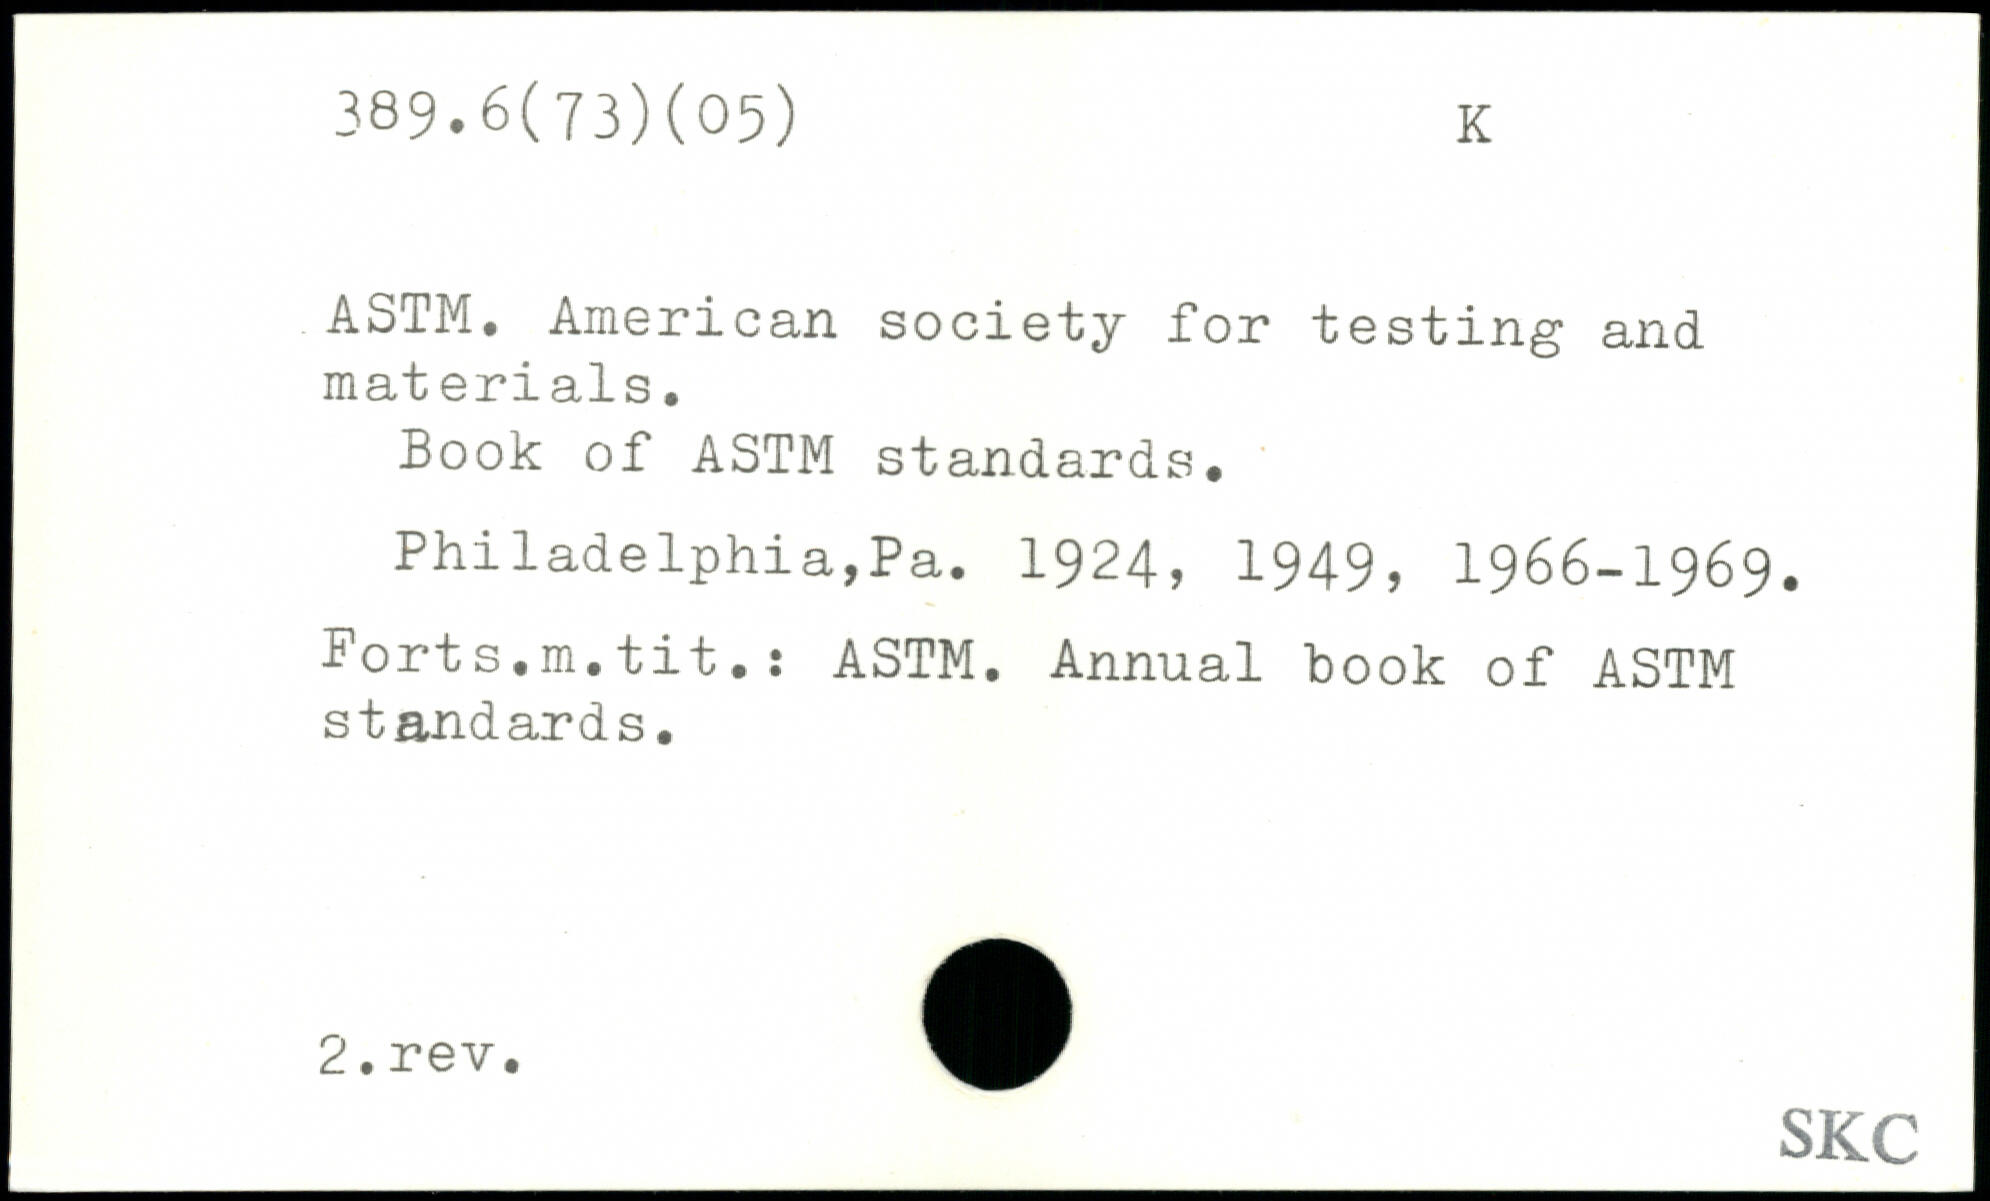 389.6(73)(05) K
ASTM. American society for testing and
materials.
Book of ASTM standards.
Philadelphia,Pa. 1924, 1949, 1966-1969.
Forts.m.tit.: ASTM. Annual book of ASTM
standards.
2.rev.
SKC